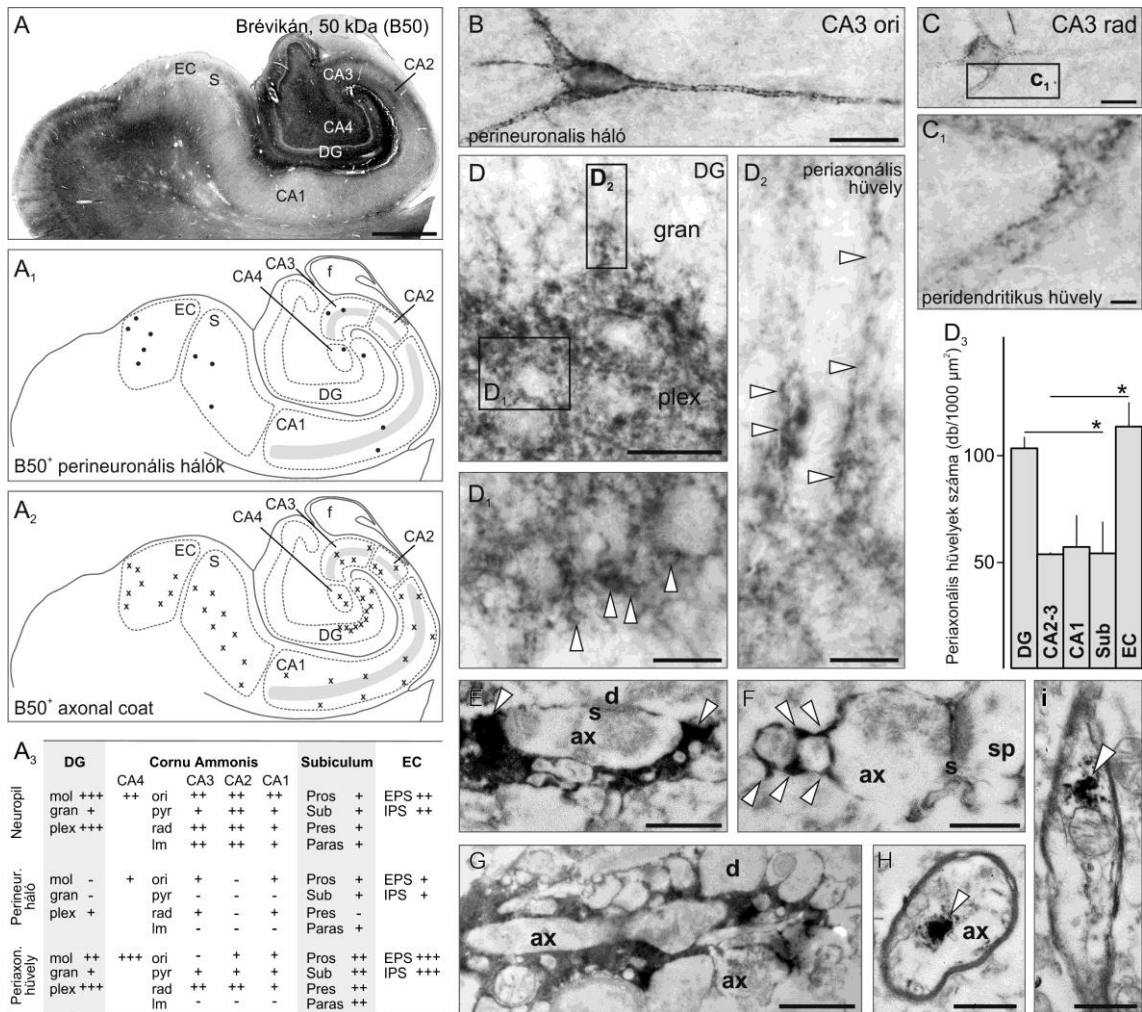 A
Brévikán, 50 kDa (B50)
EC
S
CA3
CA2
CA4
DG
CA1
A1
CA3
f
CA4
CA2
EC
S
DG
CA1
B50+ perineuronális hálók
A2
CA3
f
CA4
CA2
EC
S
DG
CA1
B50+ axonal coat
A3
DG Cornu Ammonis Subiculum EC
CA4 CA3 CA2 CA1
Neuropil
mol +++ ++ ori ++ ++ ++ Pros + EPS ++
gran + pyr + ++ + Sub + IPS ++
plex +++ rad ++ ++ + Pres +
lm ++ ++ + Paras +
Perineur. háló
mol - + ori + - + Pros + EPS +
gran - pyr - - - Sub + IPS +
plex + rad + - + Pres -
lm - - - Paras +
Periaxon. hüvely
mol ++ +++ ori - + + Pros ++ EPS +++
gran + pyr + + + Sub ++ IPS +++
plex +++ rad ++ ++ + Pres ++
lm - - - Paras ++
B
CA3 ori
perineuronalis háló
C
CA3 rad
c1
C1
peridendritikus hüvely
D
DG
D2
gran
D1
plex
D2
periaxonális
hüvely
D1
D3
Periaxonális hüvelyek száma (db/1000 µm²)
100
50
*
*
DG
CA2-3
CA1
Sub
EC
E
d
s
ax
F
ax
s
sp
G
d
ax
ax
H
ax
i